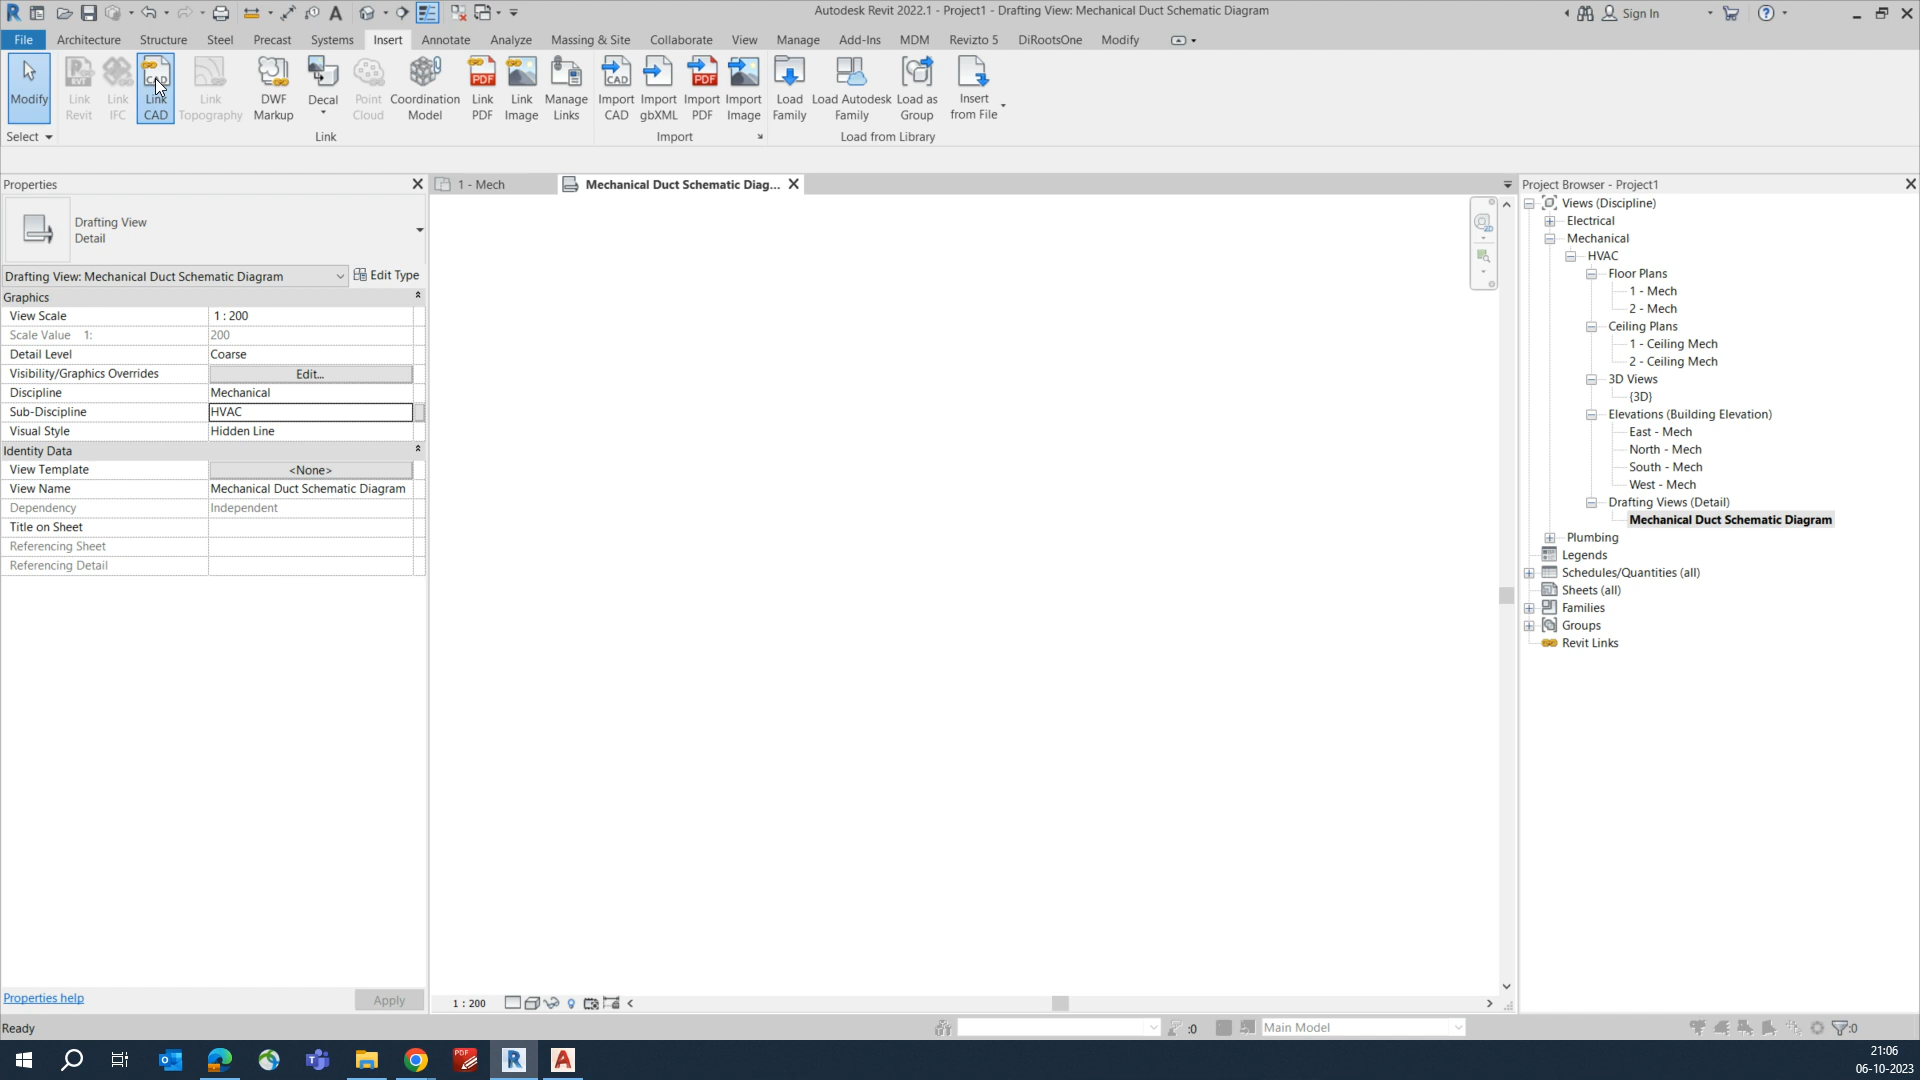 Autodesk Revit 2022.1 - Project1 - Drafting View: Mechanical Duct Schematic Diagram
Sign In
File Architecture Structure Steel Precast Systems Insert Annotate Analyze Massing & Site Collaborate View Manage Add-Ins MDM Revizto 5 DiRootsOne Modify
Modify
Link Revit
Link IFC
Link CAD
Link Topography
DWF Markup
Decal
Point Cloud
Coordination Model
Link PDF
Link Image
Manage Links
Import CAD
Import gbXML
Import PDF
Import Image
Load Family
Load Autodesk Family
Load as Group
Insert from File
Select
Link
Import
Load from Library
Properties
1 - Mech
Mechanical Duct Schematic Diag...
Project Browser - Project1
Drafting View
Detail
Drafting View: Mechanical Duct Schematic Diagram
Edit Type
Graphics
View Scale 1 : 200
Scale Value 1: 200
Detail Level Coarse
Visibility/Graphics Overrides Edit...
Discipline Mechanical
Sub-Discipline HVAC
Visual Style Hidden Line
Identity Data
View Template <None>
View Name Mechanical Duct Schematic Diagram
Dependency Independent
Title on Sheet
Referencing Sheet
Referencing Detail
Properties help
Apply
Views (Discipline)
Electrical
Mechanical
HVAC
Floor Plans
1 - Mech
2 - Mech
Ceiling Plans
1 - Ceiling Mech
2 - Ceiling Mech
3D Views
{3D}
Elevations (Building Elevation)
East - Mech
North - Mech
South - Mech
West - Mech
Drafting Views (Detail)
Mechanical Duct Schematic Diagram
Plumbing
Legends
Schedules/Quantities (all)
Sheets (all)
Families
Groups
Revit Links
1 : 200
Ready
:0
Main Model
:0
21:06
06-10-2023